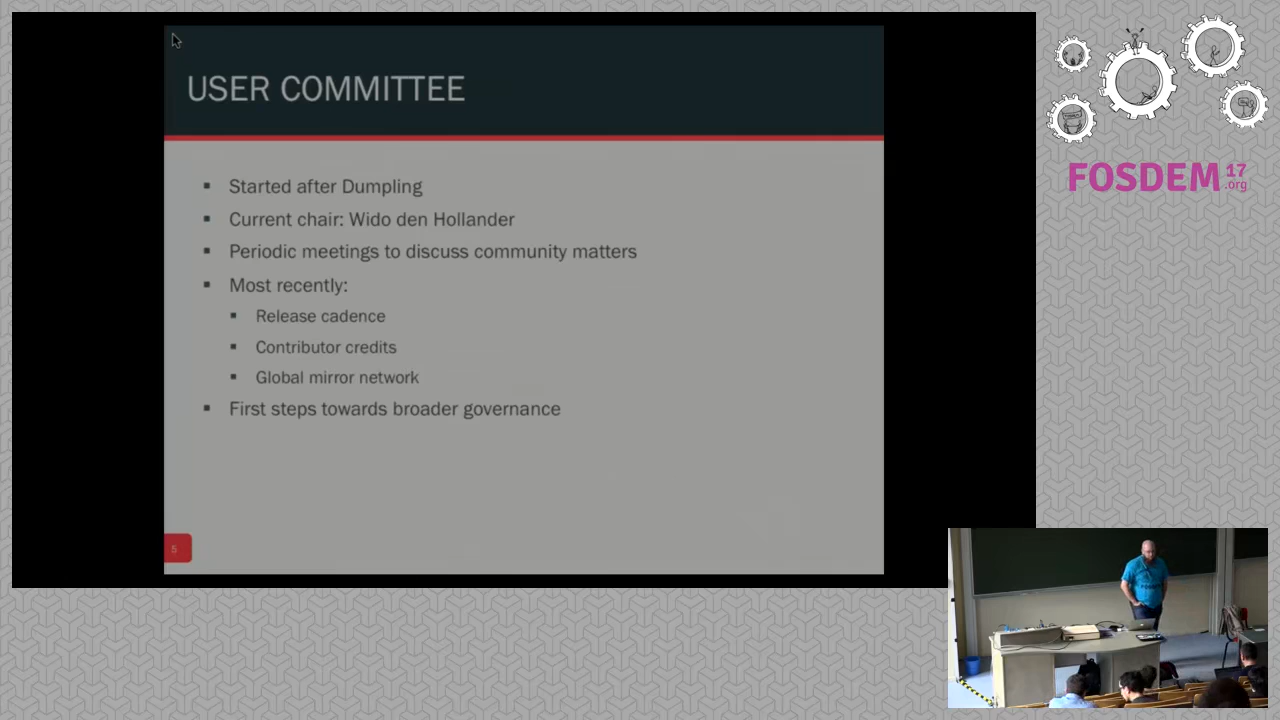 USER COMMITTEE
Started after Dumpling
Current chair: Wido den Hollander
Periodic meetings to discuss community matters
Most recently:
Release cadence
Contributor credits
Global mirror network
First steps towards broader governance
5
FOSDEM 17
.org